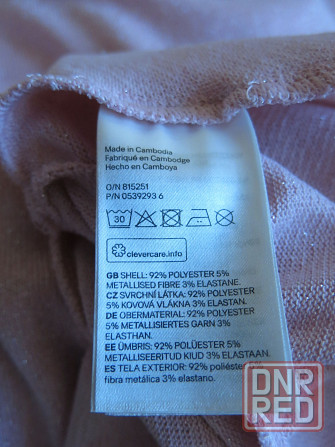 Made in Cambodia
Fabriqué en Cambodge
Hecho en Camboya
O/N 815251
P/N 0539293 6
30
clevercare.info
GB SHELL: 92% POLYESTER 5%
METALLISED FIBRE 3% ELASTANE.
CZ SVRCHNÍ LÁTKA: 92% POLYESTER
5% KOVOVÁ VLÁKNA 3% ELASTAN.
DE OBERMATERIAL: 92% POLYESTER
5% METALLISIERTES GARN 3%
ELASTHAN.
EE ÜMBRIS: 92% POLÜESTER 5%
METALLISEERITUD KIUD 3% ELASTAAN.
ES TELA EXTERIOR: 92% poliéster 5%
fibra metálica 3% elastano.
DNR
RED